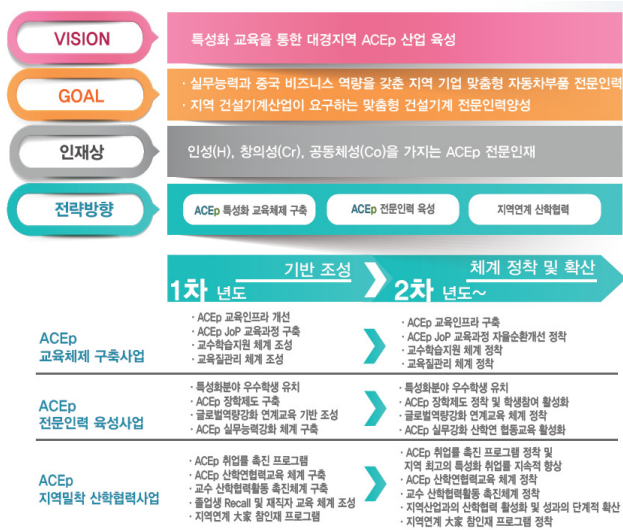 VISION
특성화 교육을 통한 대경지역 ACEp 산업 육성
GOAL
· 실무능력과 중국 비즈니스 역량을 갖춘 지역 기업 맞춤형 자동차부품 전문인력
· 지역 건설기계산업이 요구하는 맞춤형 건설기계 전문인력양성
인재상
인성(H), 창의성(Cr), 공동체성(Co)을 가지는 ACEp 전문인재
전략방향
ACEp 특성화 교육체제 구축
ACEp 전문인력 육성
지역연계 산학협력
기반 조성
1차 년도
체계 정착 및 확산
2차 년도~
ACEp
교육체제 구축사업
· ACEp 교육인프라 개선
· ACEp JoP 교육과정 구축
· 교수학습지원 체계 조성
· 교육질관리 체계 조성
· ACEp 교육인프라 구축
· ACEp JoP 교육과정 자율순환개선 정착
· 교수학습지원 체계 정착
· 교육질관리 체계 정착
ACEp
전문인력 육성사업
· 특성화분야 우수학생 유치
· ACEp 장학제도 구축
· 글로벌역량강화 연계교육 기반 조성
· ACEp 실무능력강화 체계 구축
· 특성화분야 우수학생 유치
· ACEp 장학제도 정착 및 학생참여 활성화
· 글로벌역량강화 연계교육 체계 정착
· ACEp 실무강화 산학연 협동교육 활성화
ACEp
지역밀착 산학협력사업
· ACEp 취업률 촉진 프로그램
· ACEp 산학연협력교육 체계 구축
· 교수 산학협력활동 촉진체계 구축
· 졸업생 Recall 및 재직자 교육 체계 조성
· 지역연계 大家 참인재 프로그램
· ACEp 취업률 촉진 프로그램 정착 및
지역 최고의 특성화 취업률 지속적 향상
· ACEp 산학연협력교육 체계 정착
· 교수 산학협력활동 촉진체계 정착
· 지역산업과의 산학협력 활성화 및 성과의 단계적 확산
· 지역연계 大家 참인재 프로그램 정착